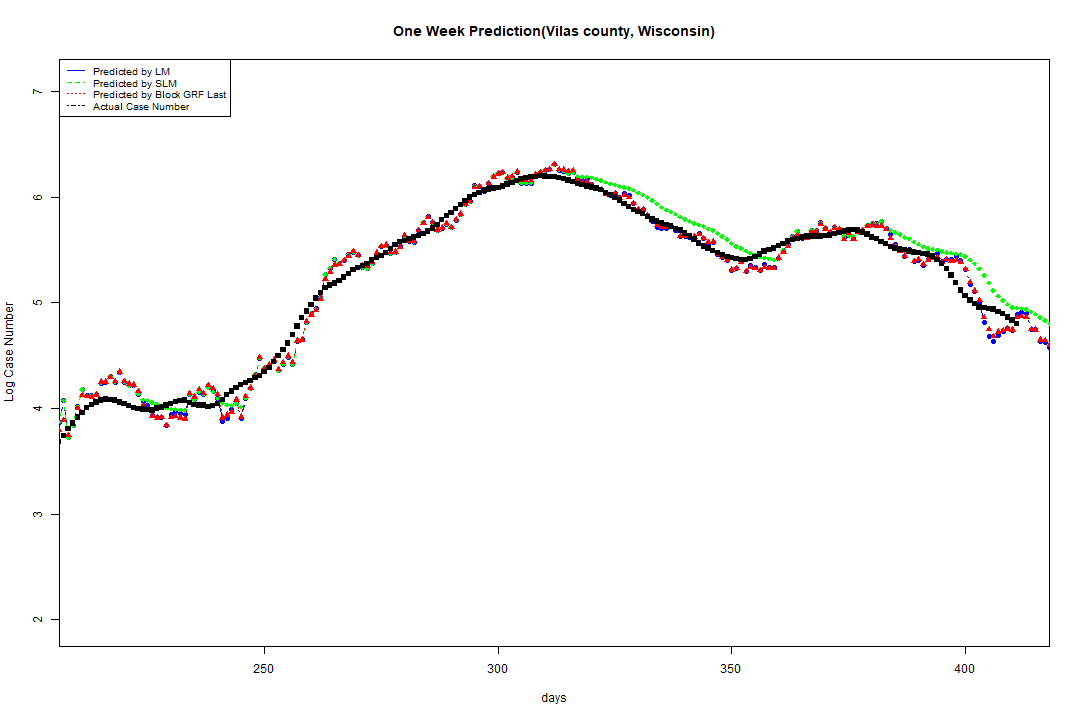 One Week Prediction(Vilas county, Wisconsin)
Predicted by LM
Predicted by SLM
Predicted by Block GRF Last
Actual Case Number
7
6
5
4
3
2
Log Case Number
250 300 350 400
days